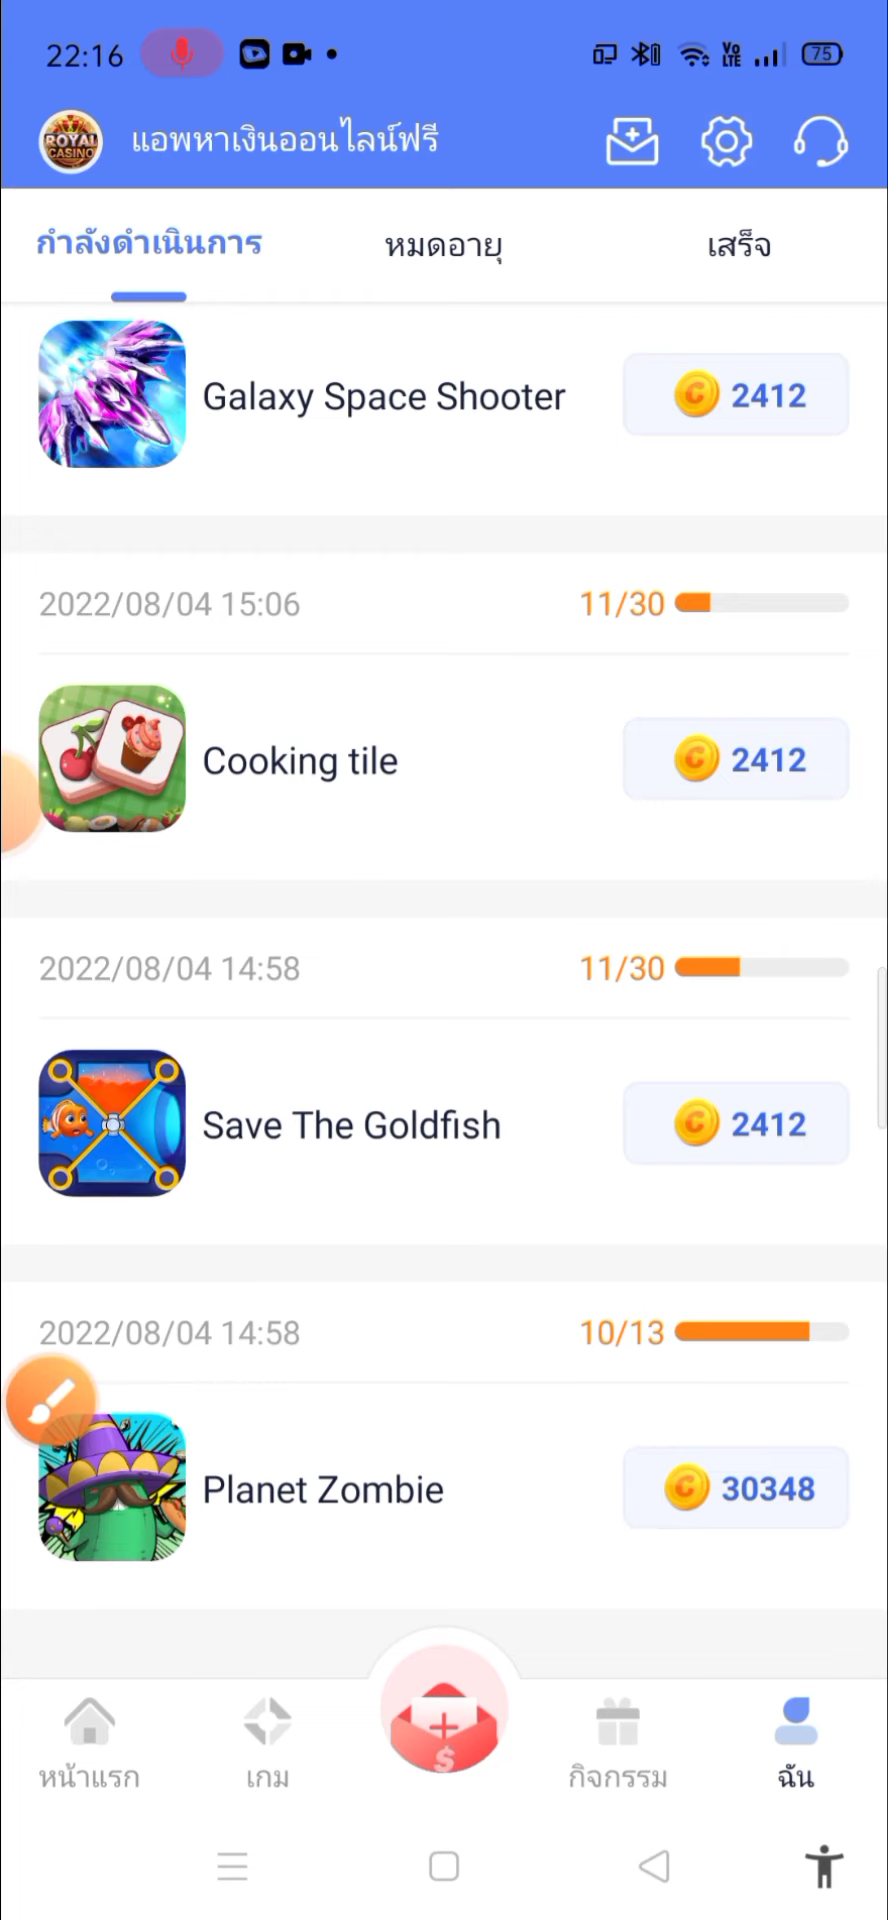 22:16
Vo LTE
75
ROYAL CASINO
แอพหาเงินออนไลน์ฟรี
กำลังดำเนินการ
หมดอายุ
เสร็จ
Galaxy Space Shooter
C 2412
2022/08/04 15:06
11/30
Cooking tile
C 2412
2022/08/04 14:58
11/30
Save The Goldfish
C 2412
2022/08/04 14:58
10/13
Planet Zombie
C 30348
$
หน้าแรก
เกม
กิจกรรม
ฉัน